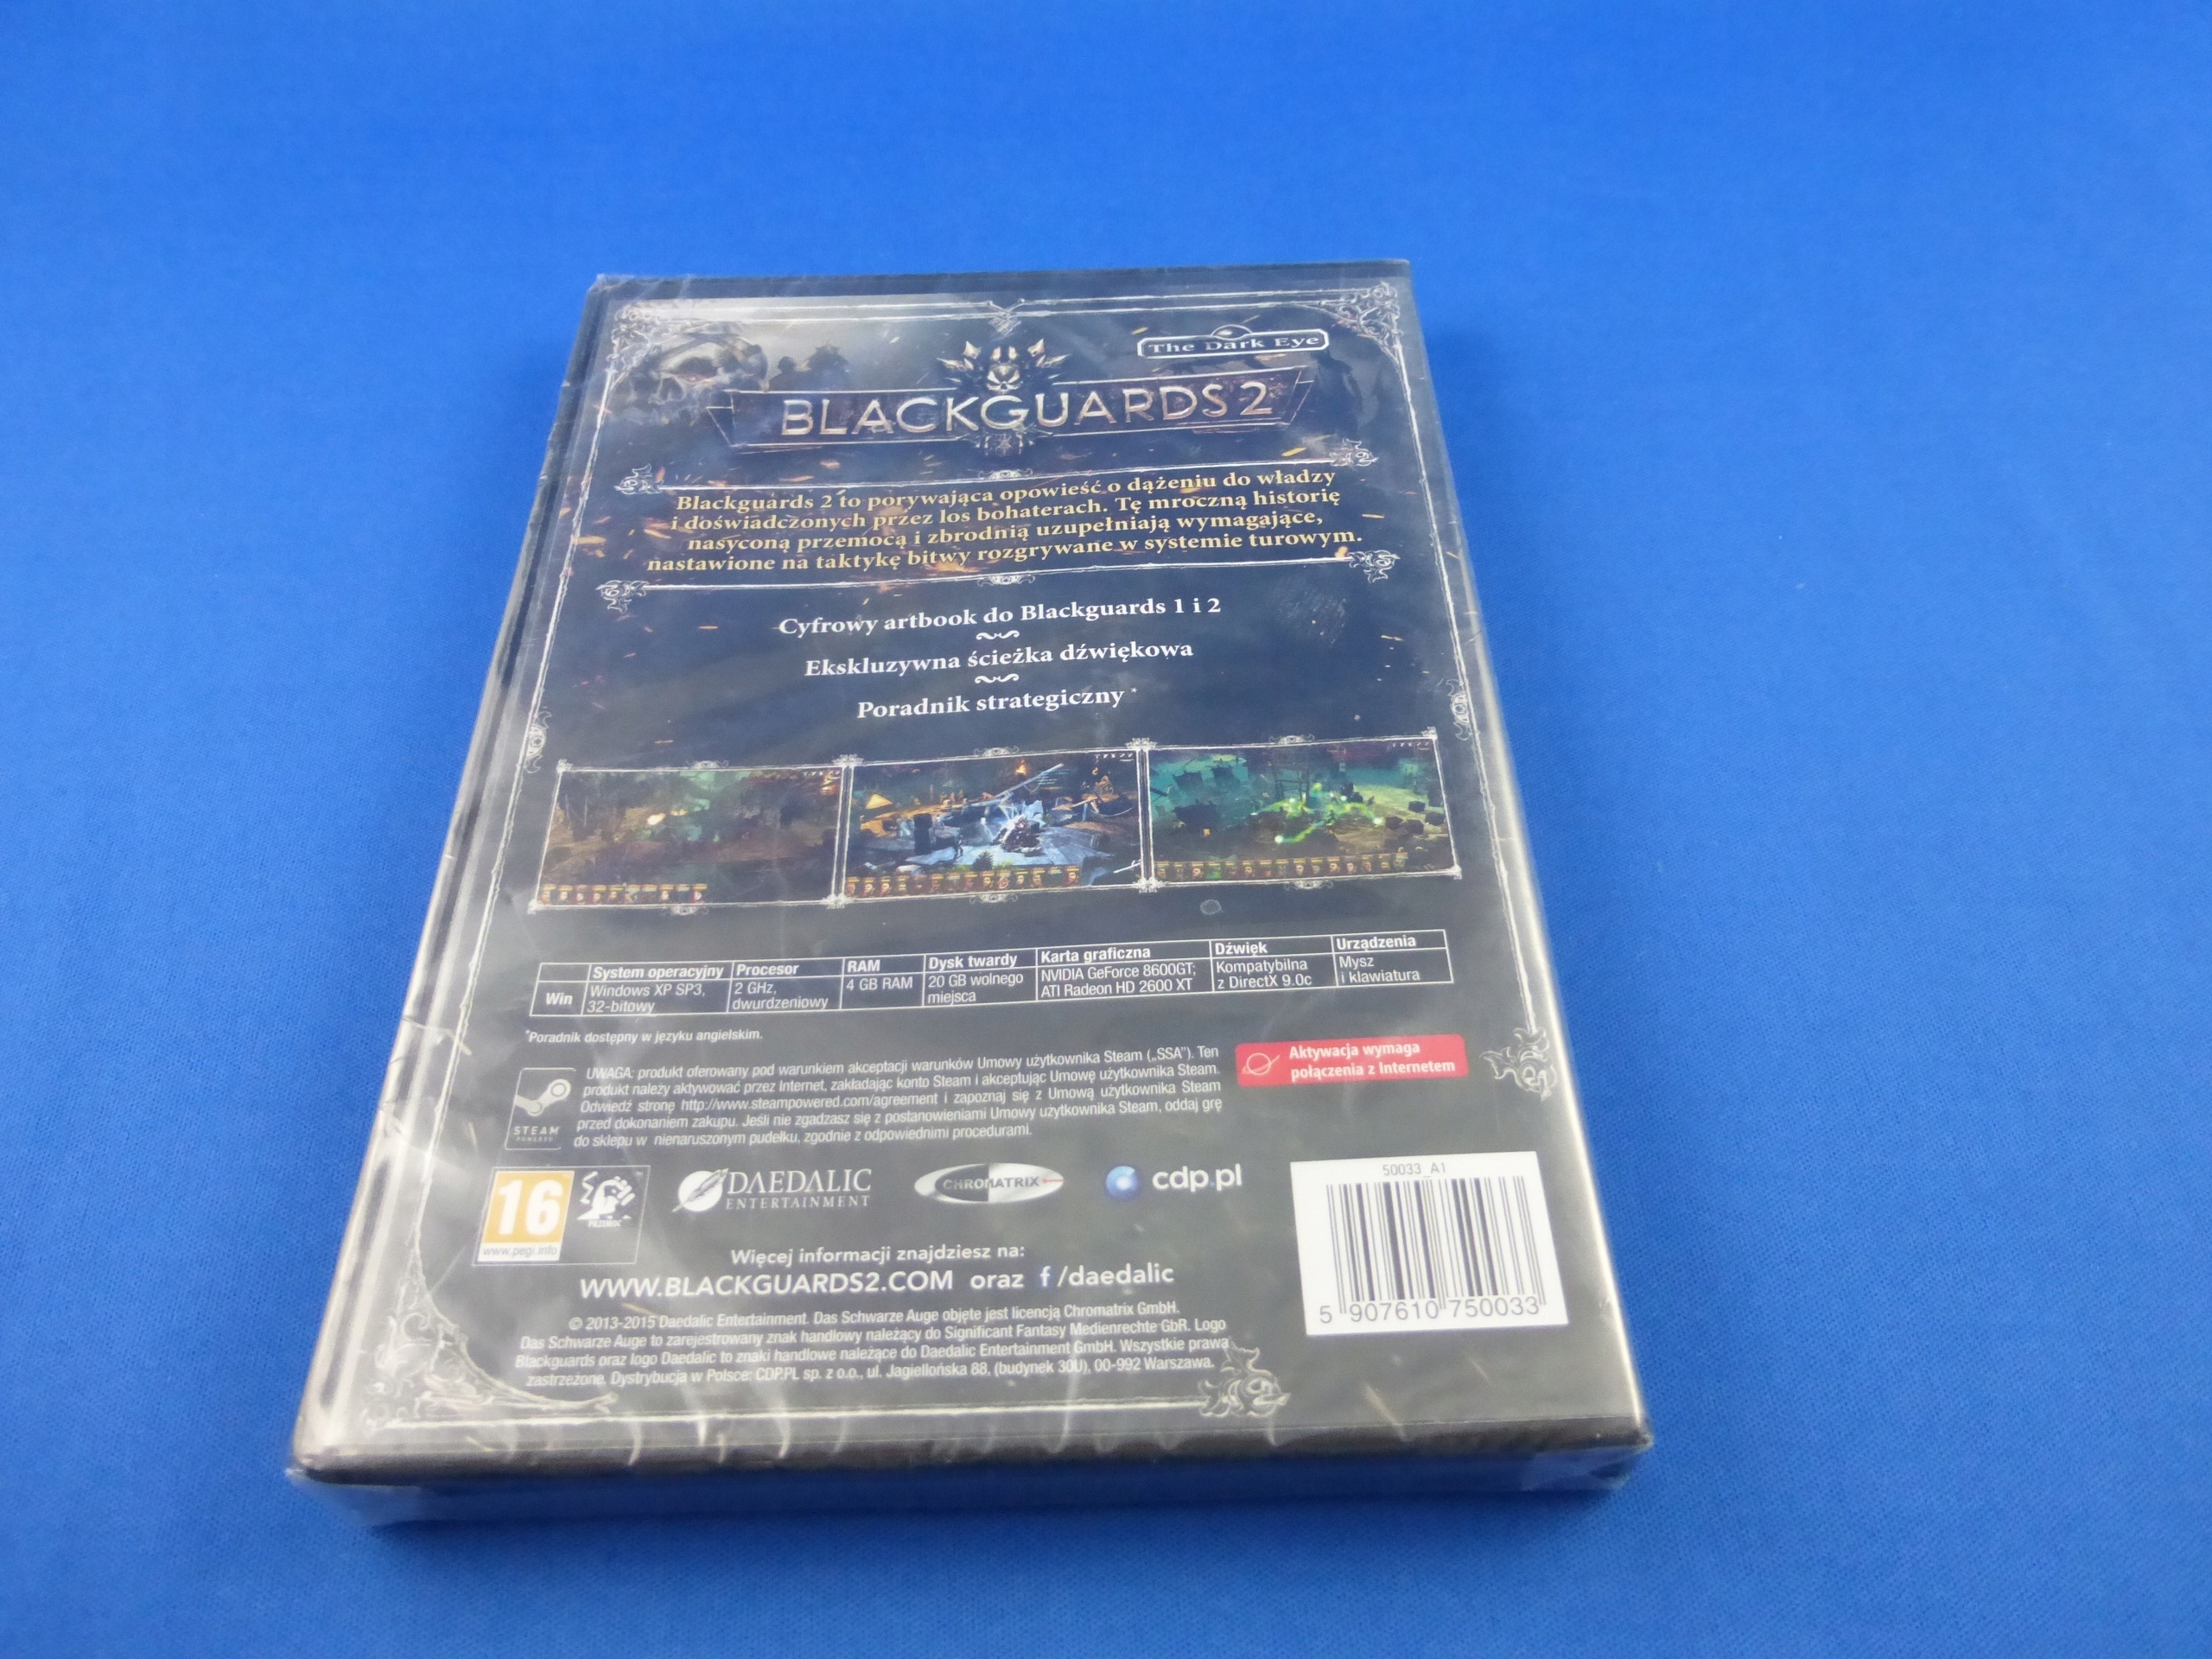 The Dark Eye
BLACKGUARDS 2
Blackguards 2 to porywająca opowieść o dążeniu do władzy
i doświadczonych przez los bohaterach. Tę mroczną historię
nasyconą przemocą i zbrodnią uzupełniają wymagające,
nastawione na taktykę bitwy rozgrywane w systemie turowym.
Cyfrowy artbook do Blackguards 1 i 2
Ekskluzywna ścieżka dźwiękowa
Poradnik strategiczny *
System operacyjny Procesor RAM Dysk twardy Karta graficzna Dźwięk Urządzenia
Win Windows XP SP3, 2 GHz, 4 GB RAM 20 GB wolnego NVIDIA GeForce 8600GT; Kompatybilna Mysz
32-bitowy dwurdzeniowy miejsca ATI Radeon HD 2600 XT z DirectX 9.0c i klawiatura
*Poradnik dostępny w języku angielskim.
UWAGA: produkt oferowany pod warunkiem akceptacji warunków Umowy użytkownika Steam („SSA”). Ten
produkt należy aktywować przez Internet, zakładając konto Steam i akceptując Umowę użytkownika Steam.
Odwiedź stronę http://www.steampowered.com/agreement i zapoznaj się z Umową użytkownika Steam
przed dokonaniem zakupu. Jeśli nie zgadzasz się z postanowieniami Umowy użytkownika Steam, oddaj grę
do sklepu w nienaruszonym pudełku, zgodnie z odpowiednimi procedurami.
STEAM
POWERED
Aktywacja wymaga
połączenia z Internetem
16
www.pegi.info
PRZEMOC
DAEDALIC
ENTERTAINMENT
CHROMATRIX
cdp.pl
50033_A1
5 907610 750033
Więcej informacji znajdziesz na:
WWW.BLACKGUARDS2.COM oraz f/daedalic
© 2013-2015 Daedalic Entertainment. Das Schwarze Auge objęte jest licencją Chromatrix GmbH.
Das Schwarze Auge to zarejestrowany znak handlowy należący do Significant Fantasy Medienrechte GbR. Logo
Blackguards oraz logo Daedalic to znaki handlowe należące do Daedalic Entertainment GmbH. Wszystkie prawa
zastrzeżone. Dystrybucja w Polsce: CDP.PL sp. z o.o., ul. Jagiellońska 88, (budynek 30U), 00-992 Warszawa.